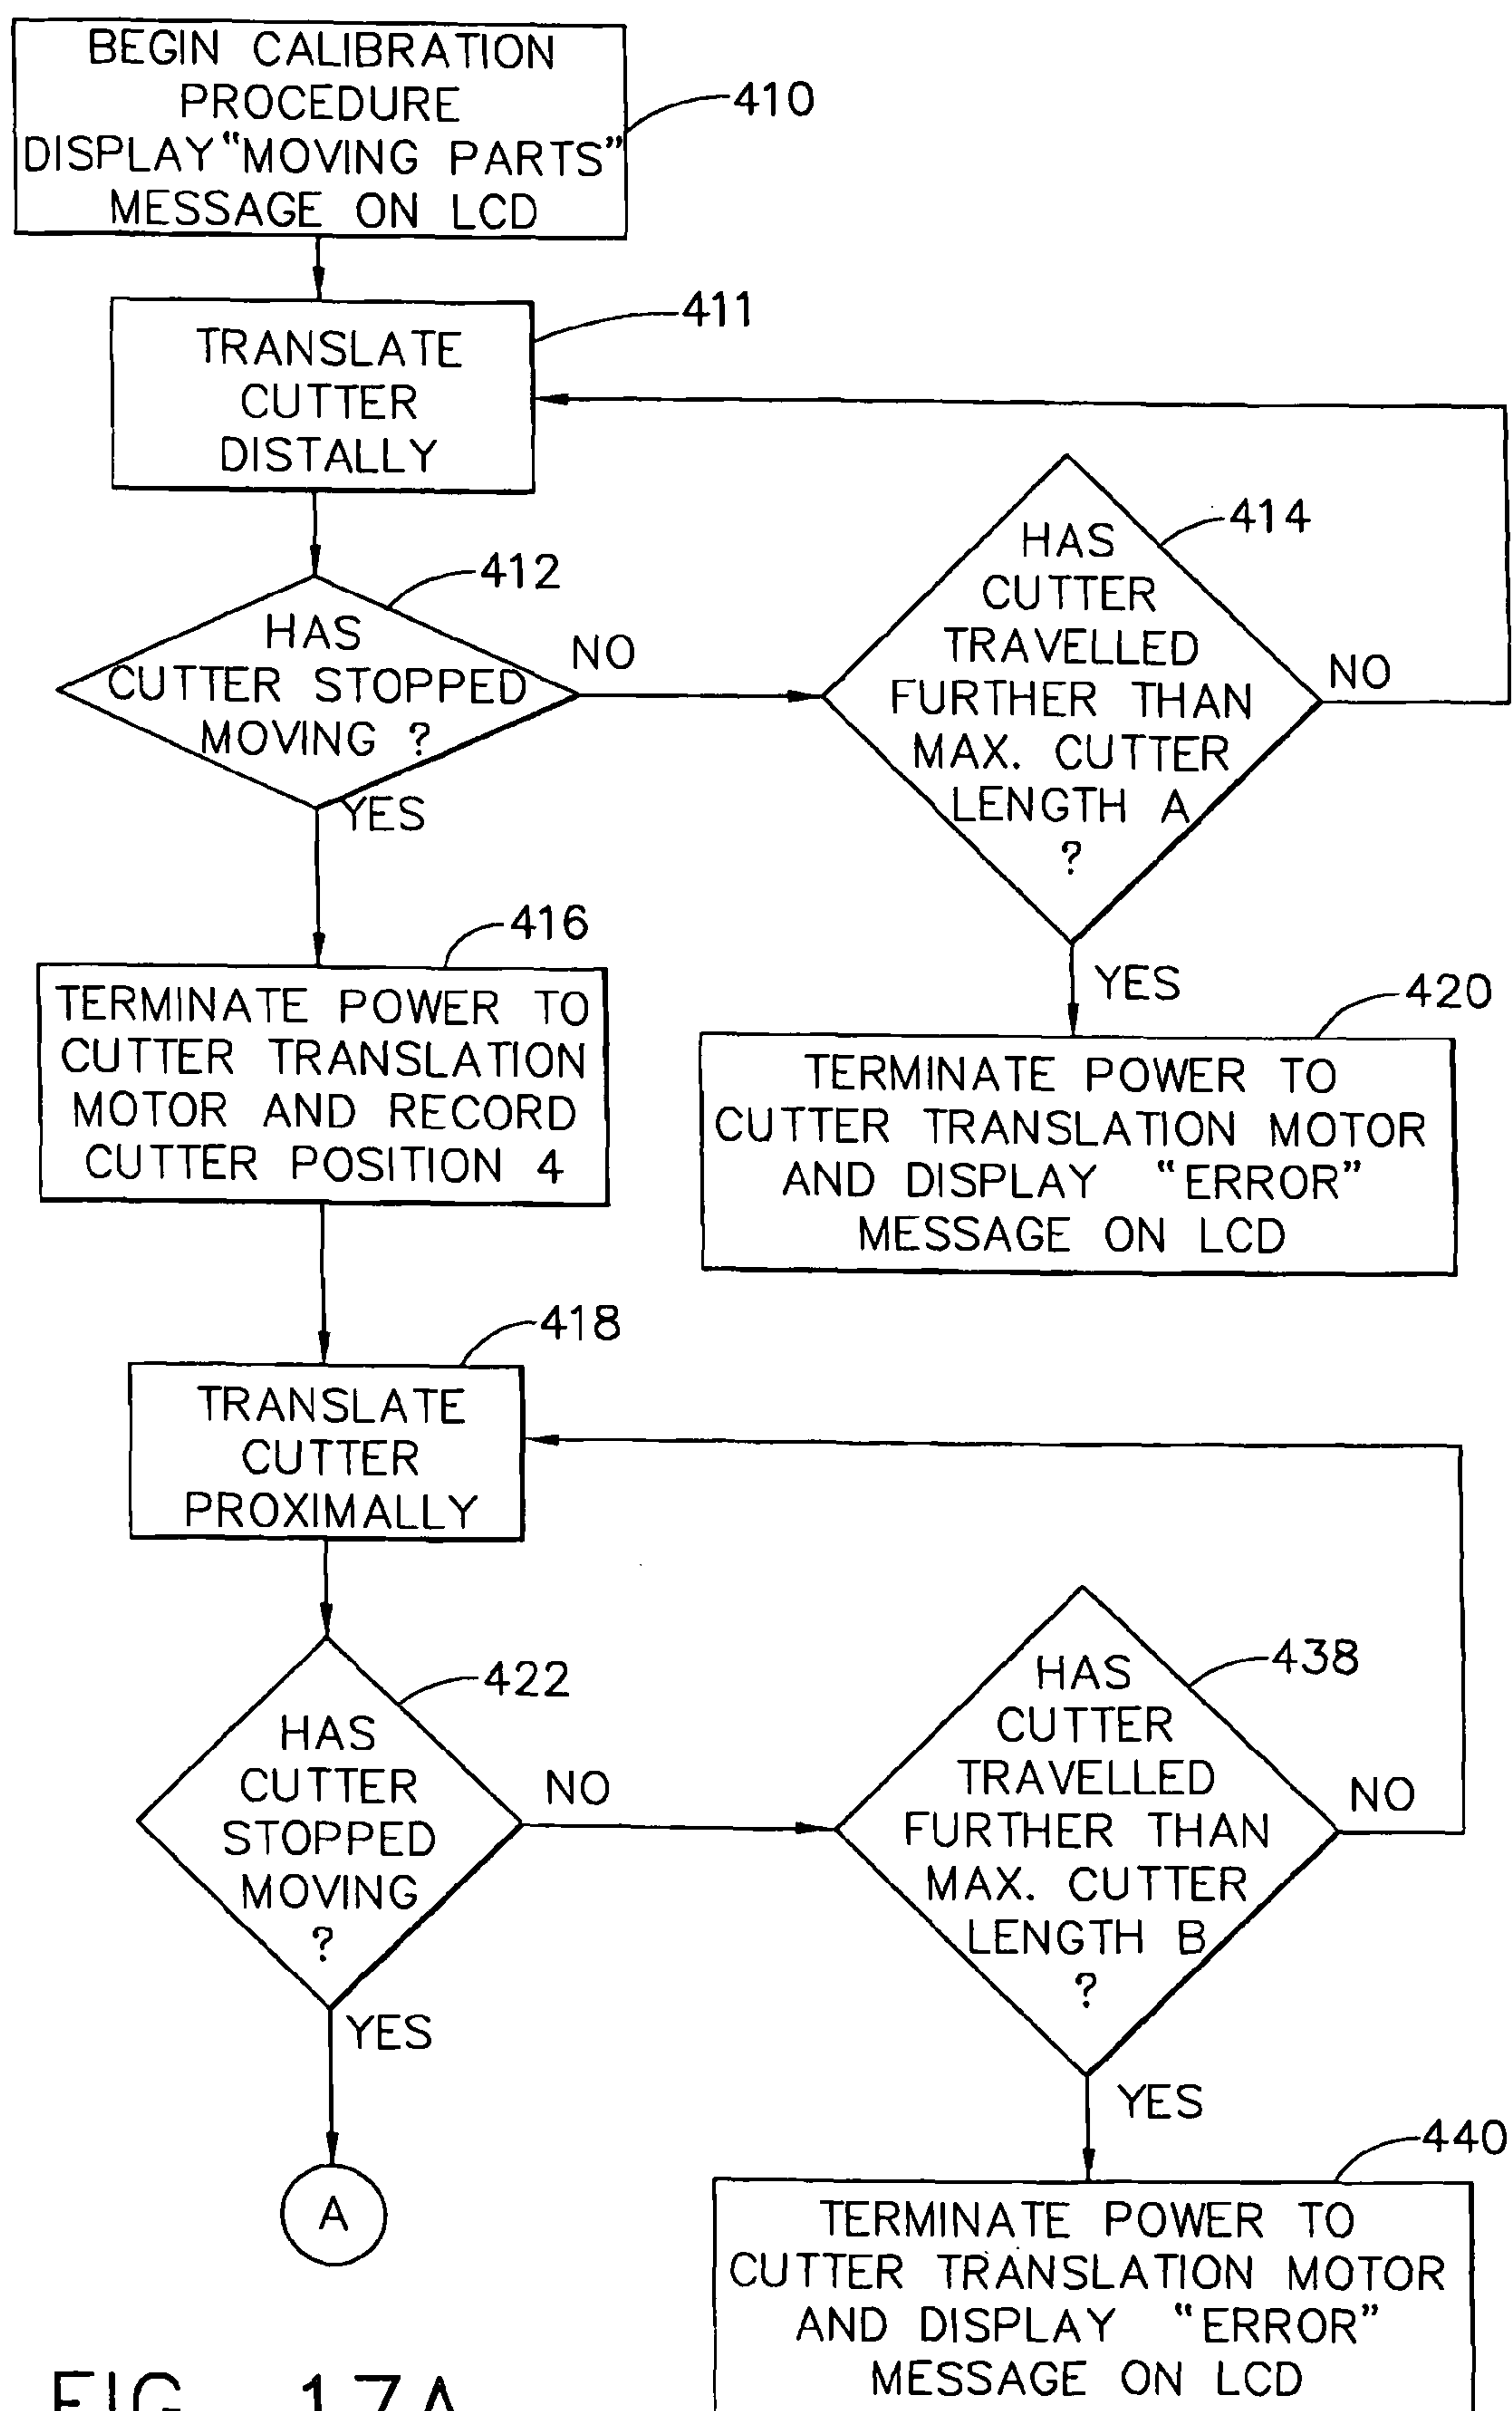 BEGIN CALIBRATION
PROCEDURE
DISPLAY "MOVING PARTS"
MESSAGE ON LCD
410
TRANSLATE
CUTTER
DISTALLY
411
HAS
CUTTER STOPPED
MOVING ?
412
NO
YES
HAS
CUTTER
TRAVELLED
FURTHER THAN
MAX. CUTTER
LENGTH A
?
414
NO
YES
TERMINATE POWER TO
CUTTER TRANSLATION
MOTOR AND RECORD
CUTTER POSITION 4
416
TERMINATE POWER TO
CUTTER TRANSLATION MOTOR
AND DISPLAY "ERROR"
MESSAGE ON LCD
420
TRANSLATE
CUTTER
PROXIMALLY
418
HAS
CUTTER
STOPPED
MOVING
?
422
NO
YES
HAS
CUTTER
TRAVELLED
FURTHER THAN
MAX. CUTTER
LENGTH B
?
438
NO
YES
A
TERMINATE POWER TO
CUTTER TRANSLATION MOTOR
AND DISPLAY "ERROR"
MESSAGE ON LCD
440
FIG. 17A